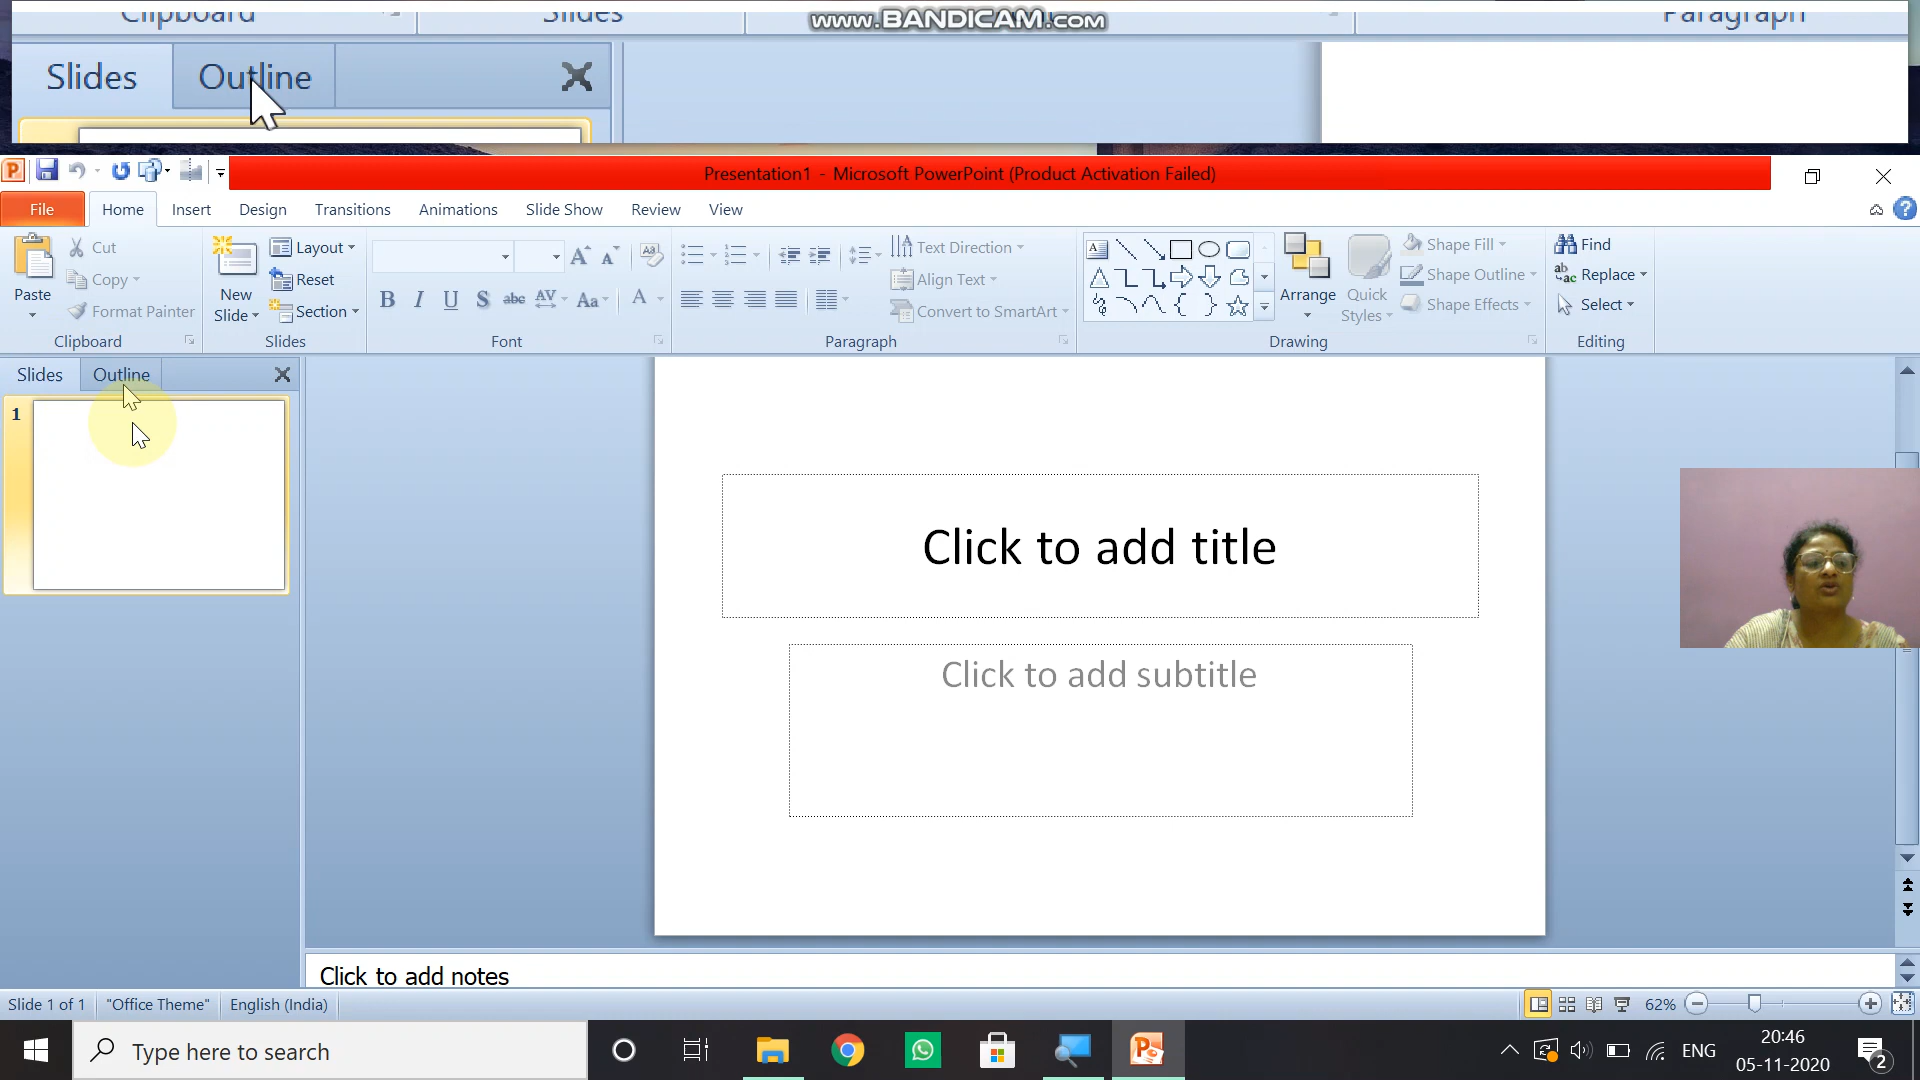 Clipboard Slides Paragraph
www.BANDICAM.com
Slides Outline
Presentation1 - Microsoft PowerPoint (Product Activation Failed)
File Home Insert Design Transitions Animations Slide Show Review View
Paste
Cut
Copy
Format Painter
Clipboard
New
Slide
Layout
Reset
Section
Slides
Font
Text Direction
Align Text
Convert to SmartArt
Paragraph
Arrange
Quick
Styles
Shape Fill
Shape Outline
Shape Effects
Drawing
Find
Replace
Select
Editing
Slides Outline
1
Click to add title
Click to add subtitle
Click to add notes
Slide 1 of 1 "Office Theme" English (India) 62%
Type here to search
ENG
20:46
05-11-2020
2